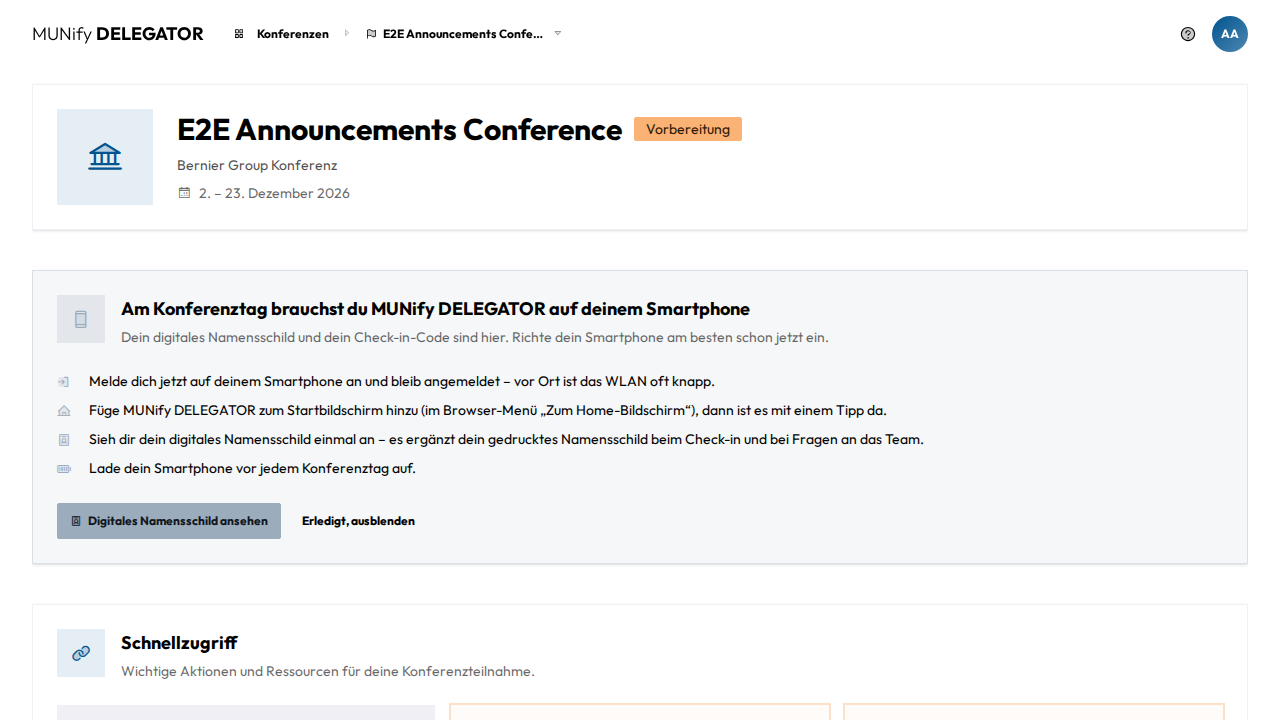 MUNify DELEGATOR
Konferenzen
E2E Announcements Confe...
AA
E2E Announcements Conference
Vorbereitung
Bernier Group Konferenz
2. – 23. Dezember 2026
Am Konferenztag brauchst du MUNify DELEGATOR auf deinem Smartphone
Dein digitales Namensschild und dein Check-in-Code sind hier. Richte dein Smartphone am besten schon jetzt ein.
Melde dich jetzt auf deinem Smartphone an und bleib angemeldet – vor Ort ist das WLAN oft knapp.
Füge MUNify DELEGATOR zum Startbildschirm hinzu (im Browser-Menü „Zum Home-Bildschirm“), dann ist es mit einem Tipp da.
Sieh dir dein digitales Namensschild einmal an – es ergänzt dein gedrucktes Namensschild beim Check-in und bei Fragen an das Team.
Lade dein Smartphone vor jedem Konferenztag auf.
Digitales Namensschild ansehen
Erledigt, ausblenden
Schnellzugriff
Wichtige Aktionen und Ressourcen für deine Konferenzteilnahme.